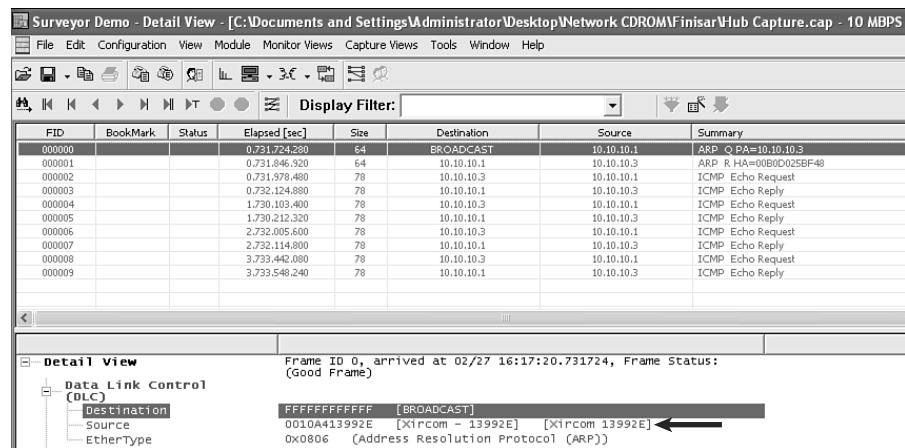 Surveyor Demo - Detail View - [C:\Documents and Settings\Administrator\Desktop\Network CDROM\Finisar\Hub Capture.cap - 10 MBPS
File Edit Configuration View Module Monitor Views Capture Views Tools Window Help
Display Filter:
FID BookMark Status Elapsed [sec] Size Destination Source Summary
000000 0.731.724.280 64 BROADCAST 10.10.10.1 ARP Q PA=10.10.10.3
000001 0.731.846.920 64 10.10.10.1 10.10.10.3 ARP R HA=00B0D025BF48
000002 0.731.978.480 78 10.10.10.3 10.10.10.1 ICMP Echo Request
000003 0.732.124.880 78 10.10.10.1 10.10.10.3 ICMP Echo Reply
000004 1.730.103.400 78 10.10.10.3 10.10.10.1 ICMP Echo Request
000005 1.730.212.320 78 10.10.10.1 10.10.10.3 ICMP Echo Reply
000006 2.732.005.600 78 10.10.10.3 10.10.10.1 ICMP Echo Request
000007 2.732.114.800 78 10.10.10.1 10.10.10.3 ICMP Echo Reply
000008 3.733.442.080 78 10.10.10.3 10.10.10.1 ICMP Echo Request
000009 3.733.548.240 78 10.10.10.1 10.10.10.3 ICMP Echo Reply
Detail View Frame ID 0, arrived at 02/27 16:17:20.731724, Frame Status:
(Good Frame)
Data Link Control
(DLC)
Destination FFFFFFFFFFFF [BROADCAST]
Source 0010A413992E [Xircom - 13992E] [Xircom 13992E]
EtherType 0x0806 (Address Resolution Protocol (ARP))